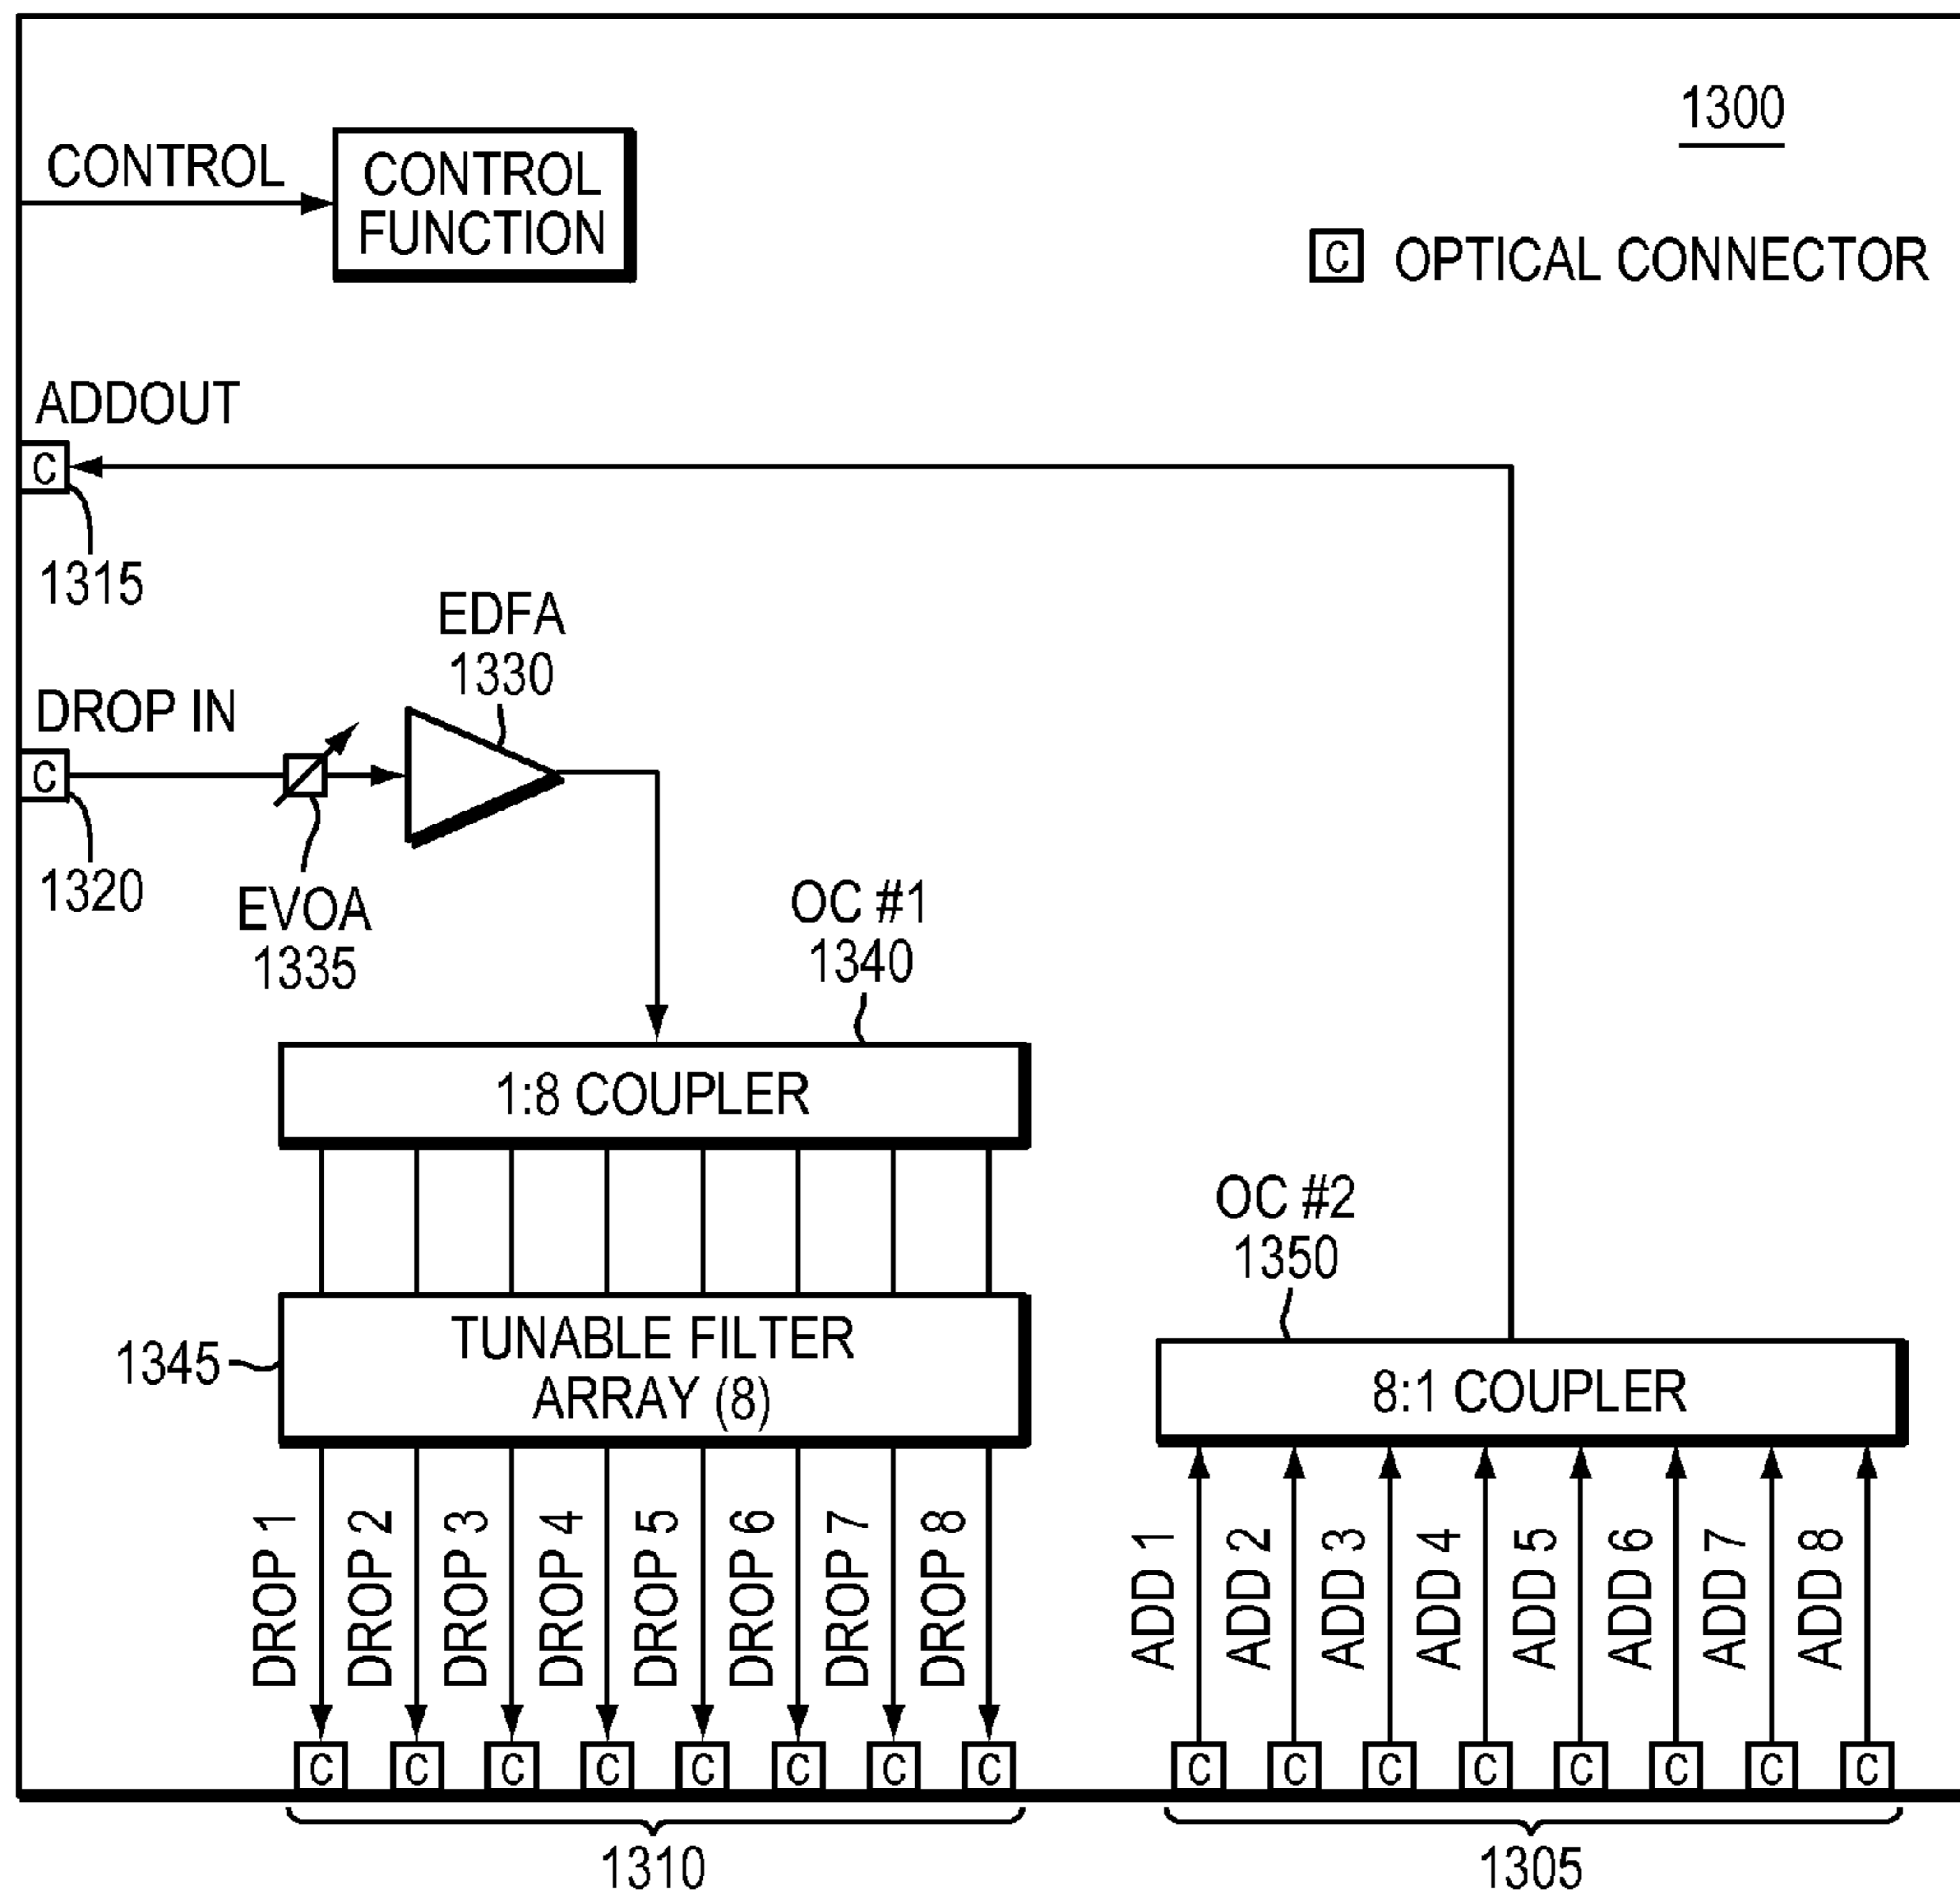 1300
CONTROL
CONTROL
FUNCTION
C OPTICAL CONNECTOR
ADDOUT
C
1315
EDFA
1330
DROP IN
C
1320
EVOA
1335
OC #1
1340
1:8 COUPLER
OC #2
1350
1345
TUNABLE FILTER
ARRAY (8)
8:1 COUPLER
DROP 1
DROP 2
DROP 3
DROP 4
DROP 5
DROP 6
DROP 7
DROP 8
ADD 1
ADD 2
ADD 3
ADD 4
ADD 5
ADD 6
ADD 7
ADD 8
C C C C C C C C
C C C C C C C C
1310
1305